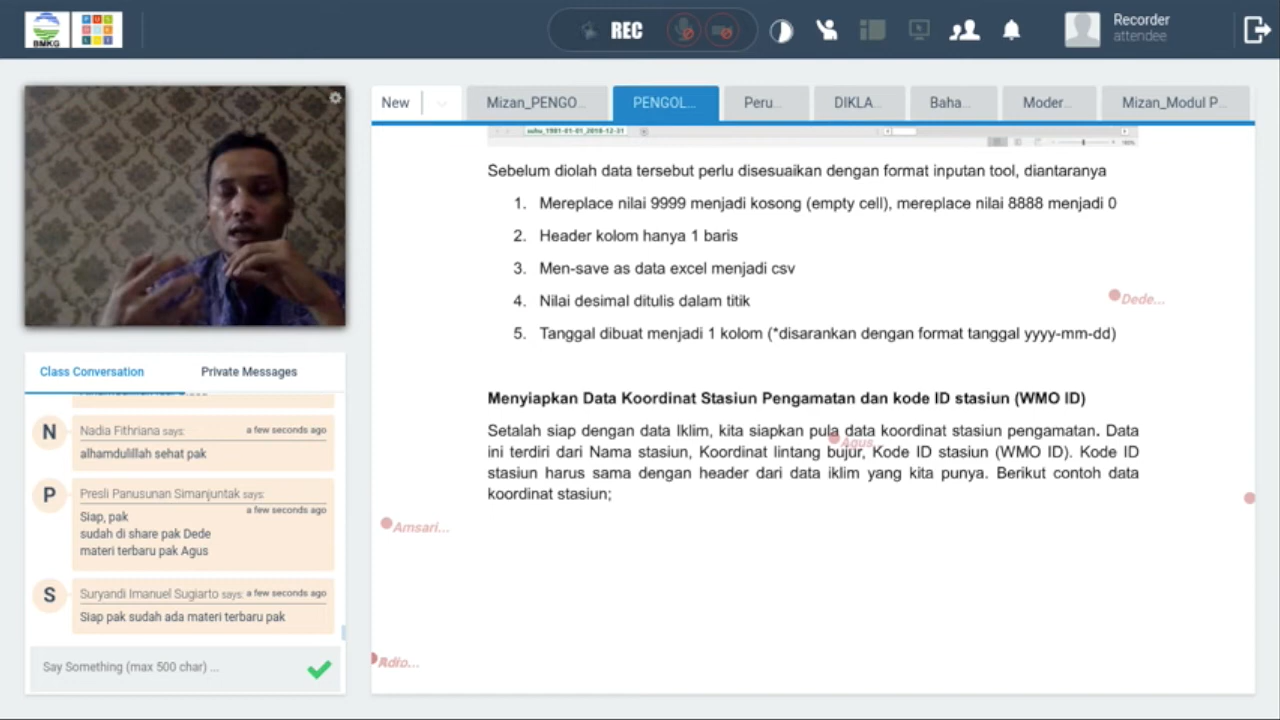 BMKG
REC
Recorder
attendee
New
Mizan_PENGO...
PENGOL...
Peru...
DIKLA...
Baha...
Moder...
Mizan_Modul P...
suhu_1981-01-01_2018-12-31
Sebelum diolah data tersebut perlu disesuaikan dengan format inputan tool, diantaranya
1. Mereplace nilai 9999 menjadi kosong (empty cell), mereplace nilai 8888 menjadi 0
2. Header kolom hanya 1 baris
3. Men-save as data excel menjadi csv
4. Nilai desimal ditulis dalam titik
5. Tanggal dibuat menjadi 1 kolom (*disarankan dengan format tanggal yyyy-mm-dd)
Dede...
Menyiapkan Data Koordinat Stasiun Pengamatan dan kode ID stasiun (WMO ID)
Setalah siap dengan data Iklim, kita siapkan pula data koordinat stasiun pengamatan. Data
ini terdiri dari Nama stasiun, Koordinat lintang bujur, Kode ID stasiun (WMO ID). Kode ID
stasiun harus sama dengan header dari data iklim yang kita punya. Berikut contoh data
koordinat stasiun;
Agus...
Amsari...
Class Conversation
Private Messages
N
Nadia Fithriana says:
a few seconds ago
alhamdulillah sehat pak
P
Presli Panusunan Simanjuntak says:
a few seconds ago
Siap, pak
sudah di share pak Dede
materi terbaru pak Agus
S
Suryandi Imanuel Sugiarto says:
a few seconds ago
Siap pak sudah ada materi terbaru pak
Say Something (max 500 char) ...